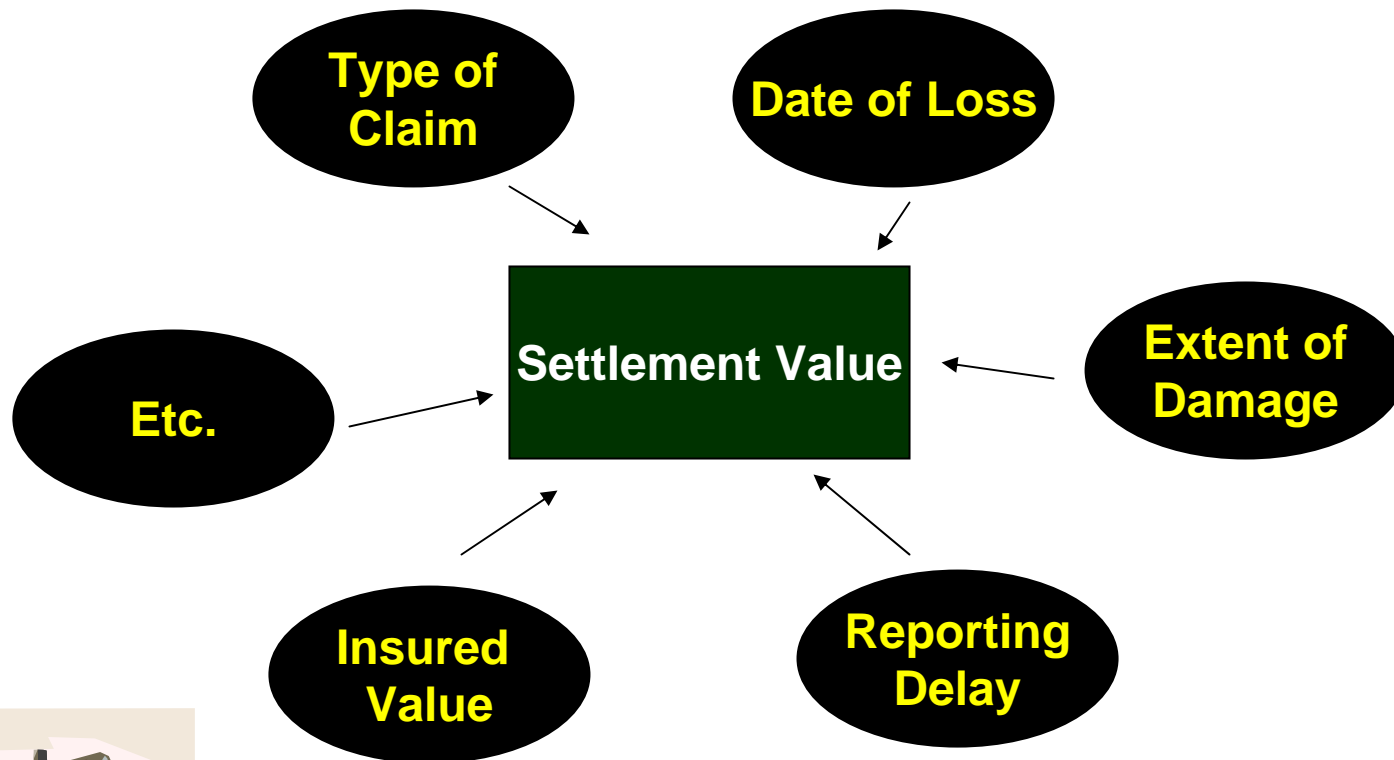 Type of
Claim
Date of Loss
Settlement Value
Extent of
Damage
Etc.
Insured
Value
Reporting
Delay